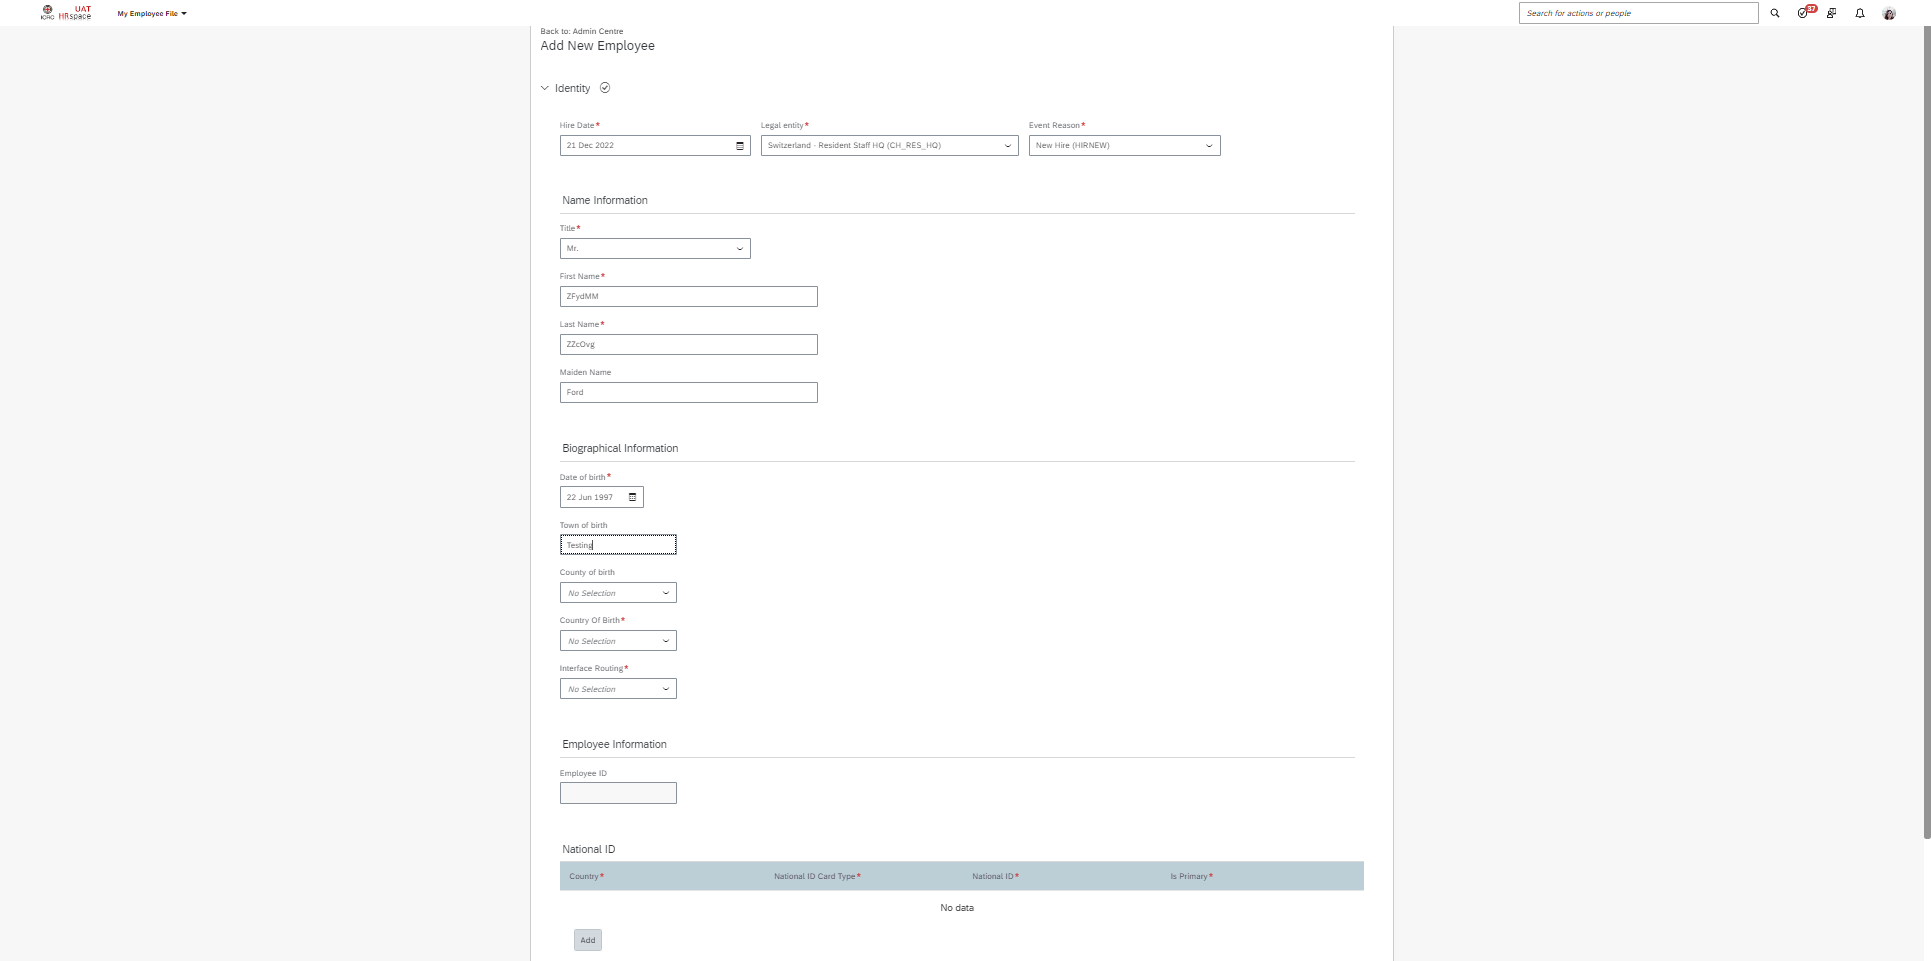 ICRC
UAT
HRspace
My Employee File
Search for actions or people
37
Back to: Admin Centre
Add New Employee
Identity
Hire Date* Legal entity* Event Reason*
21 Dec 2022 Switzerland - Resident Staff HQ (CH_RES_HQ) New Hire (HIRNEW)
Name Information
Title*
Mr.
First Name*
ZFydMM
Last Name*
ZZcOvg
Maiden Name
Ford
Biographical Information
Date of birth*
22 Jun 1997
Town of birth
Testing
County of birth
No Selection
Country Of Birth*
No Selection
Interface Routing*
No Selection
Employee Information
Employee ID
National ID
Country* National ID Card Type* National ID* Is Primary*
No data
Add